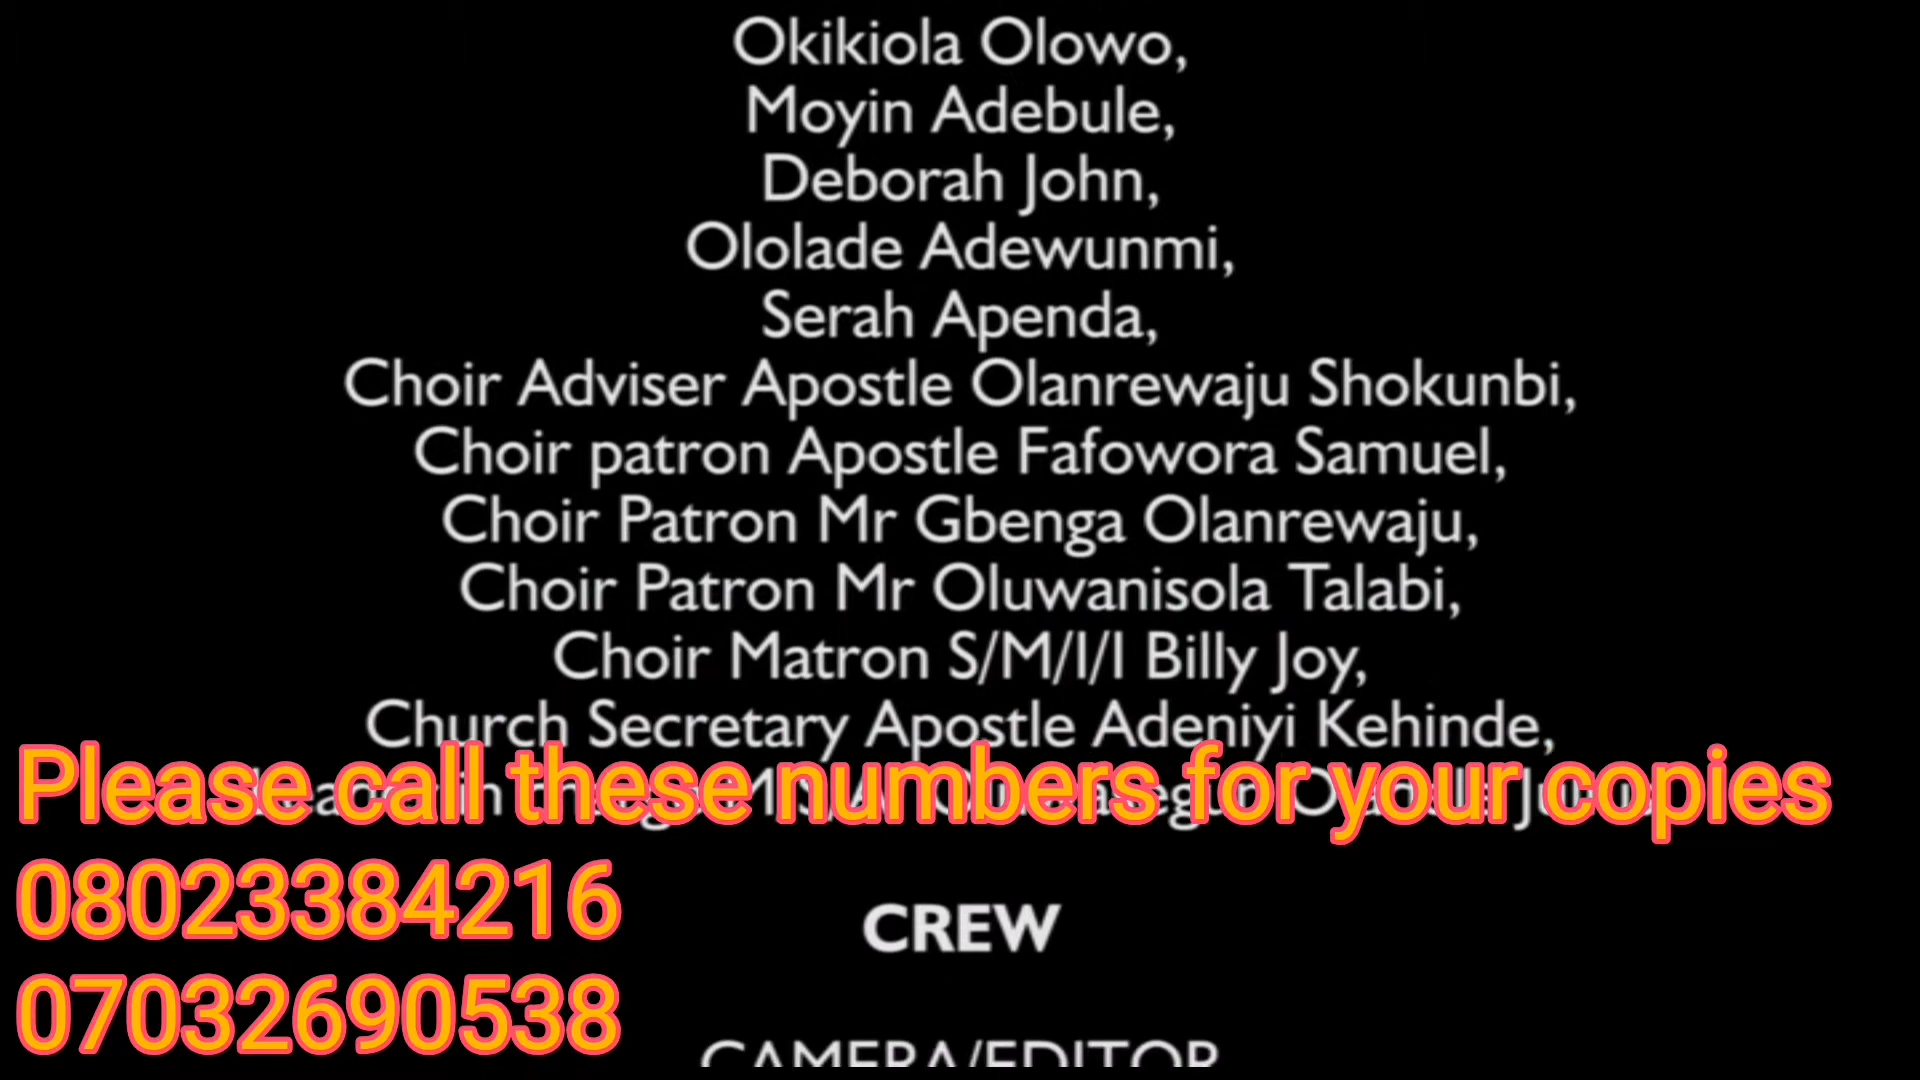 Okikiola Olowo,
Moyin Adebule,
Deborah John,
Ololade Adewunmi,
Serah Apenda,
Choir Adviser Apostle Olanrewaju Shokunbi,
Choir patron Apostle Fafowora Samuel,
Choir Patron Mr Gbenga Olanrewaju,
Choir Patron Mr Oluwanisola Talabi,
Choir Matron S/M/I/I Billy Joy,
Church Secretary Apostle Adeniyi Kehinde,
Please call these numbers for your copies
08023384216
07032690538
CREW
CAMERA/EDITOR